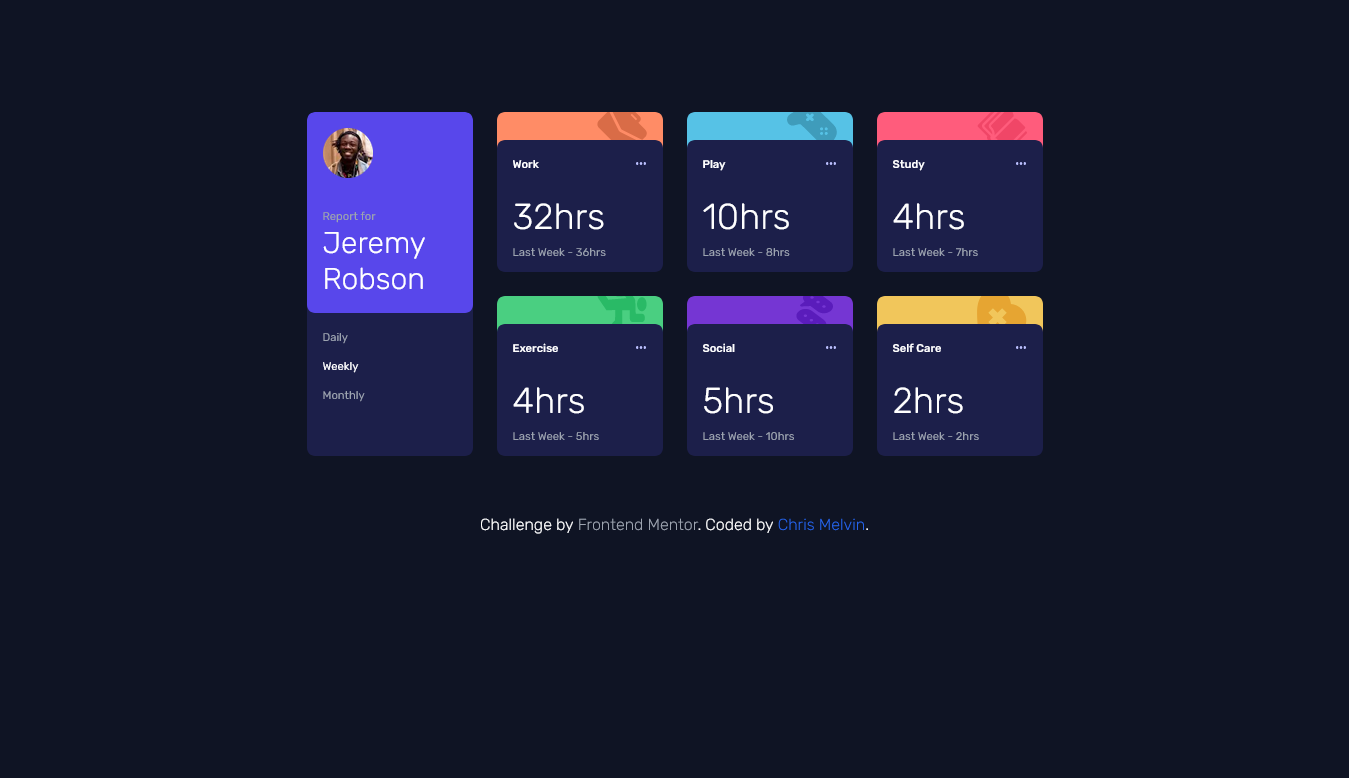 Report for
Jeremy
Robson
Daily
Weekly
Monthly
Work
32hrs
Last Week - 36hrs
Play
10hrs
Last Week - 8hrs
Study
4hrs
Last Week - 7hrs
Exercise
4hrs
Last Week - 5hrs
Social
5hrs
Last Week - 10hrs
Self Care
2hrs
Last Week - 2hrs
Challenge by Frontend Mentor. Coded by Chris Melvin.